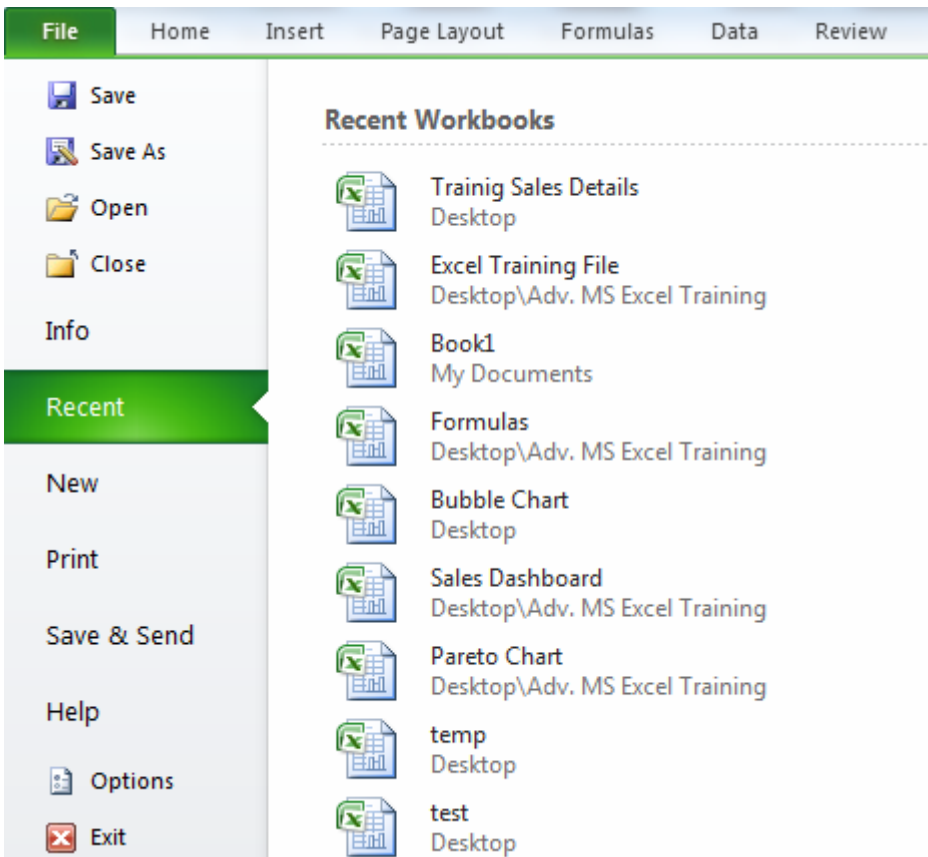 File Home Insert Page Layout Formulas Data Review
Save
Save As
Open
Close
Info
Recent
New
Print
Save & Send
Help
Options
Exit
Recent Workbooks
Trainig Sales Details
Desktop
Excel Training File
Desktop\Adv. MS Excel Training
Book1
My Documents
Formulas
Desktop\Adv. MS Excel Training
Bubble Chart
Desktop
Sales Dashboard
Desktop\Adv. MS Excel Training
Pareto Chart
Desktop\Adv. MS Excel Training
temp
Desktop
test
Desktop